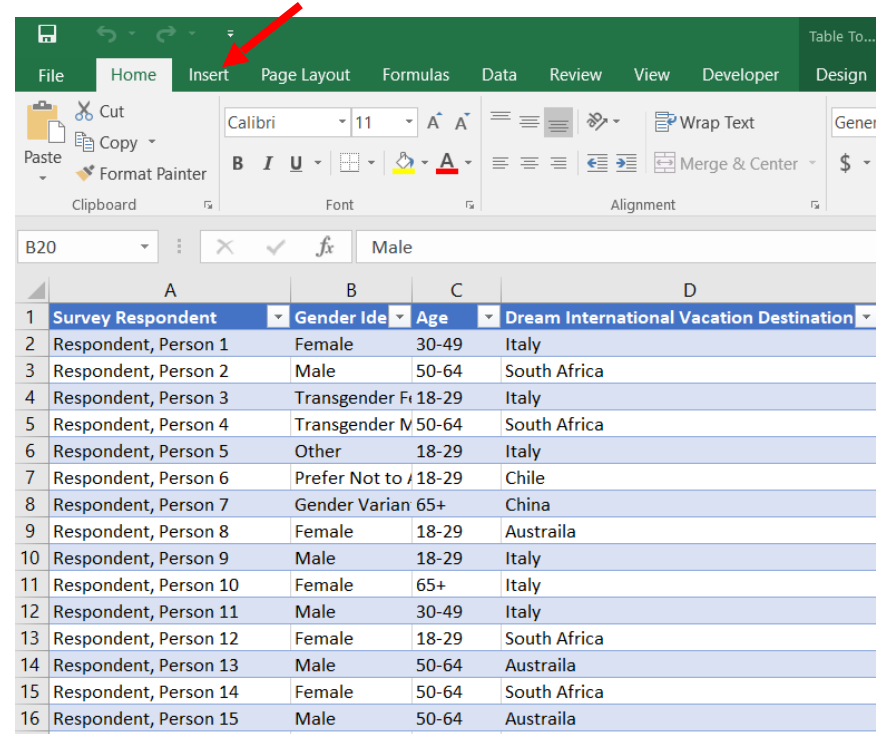 Table To...
File Home Insert Page Layout Formulas Data Review View Developer Design
Cut
Copy
Paste
Format Painter
Clipboard
Calibri 11 A A
B I U A
Font
Wrap Text
Merge & Center
Alignment
Gener
$
B20 fx Male
A B C D
1 Survey Respondent Gender Ide Age Dream International Vacation Destination
2 Respondent, Person 1 Female 30-49 Italy
3 Respondent, Person 2 Male 50-64 South Africa
4 Respondent, Person 3 Transgender Fe 18-29 Italy
5 Respondent, Person 4 Transgender M 50-64 South Africa
6 Respondent, Person 5 Other 18-29 Italy
7 Respondent, Person 6 Prefer Not to A 18-29 Chile
8 Respondent, Person 7 Gender Varian 65+ China
9 Respondent, Person 8 Female 18-29 Austraila
10 Respondent, Person 9 Male 18-29 Italy
11 Respondent, Person 10 Female 65+ Italy
12 Respondent, Person 11 Male 30-49 Italy
13 Respondent, Person 12 Female 18-29 South Africa
14 Respondent, Person 13 Male 50-64 Austraila
15 Respondent, Person 14 Female 50-64 South Africa
16 Respondent, Person 15 Male 50-64 Austraila